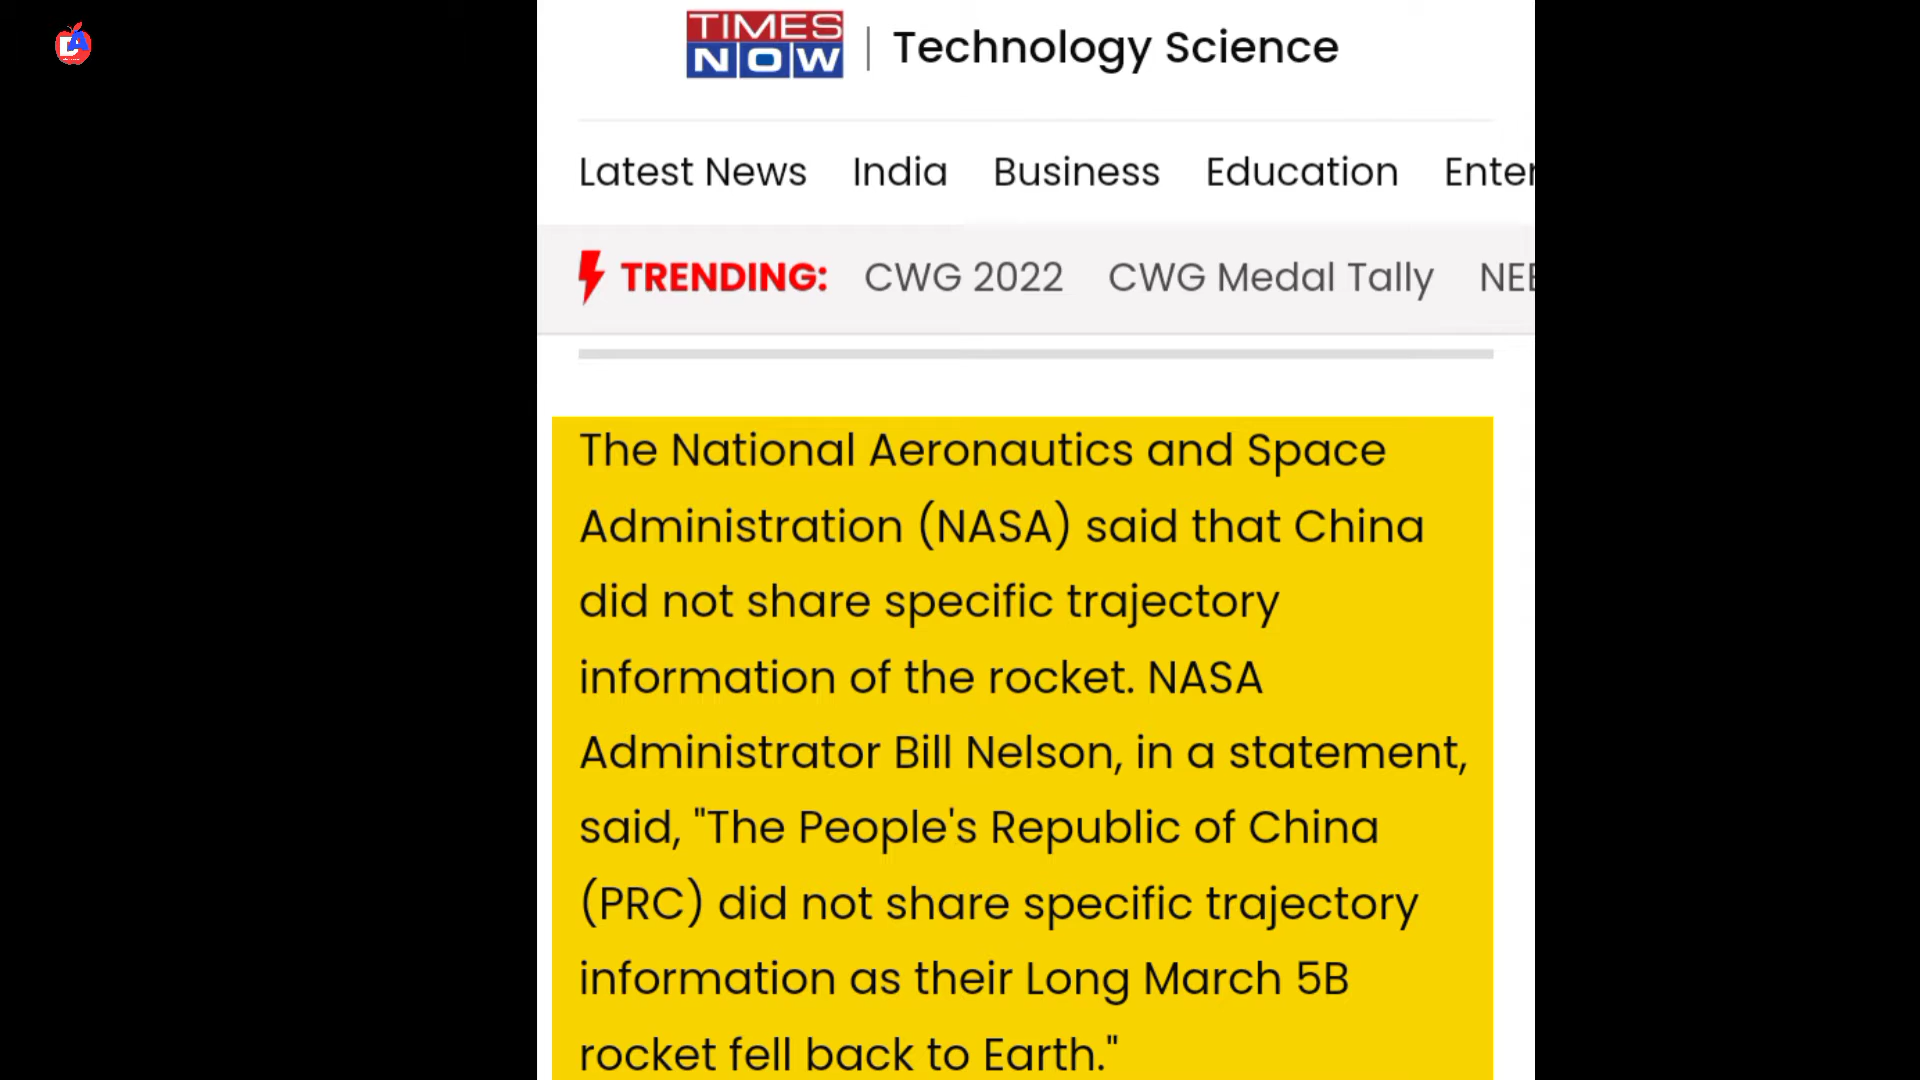 DA
TIMES
NOW
Technology Science
Latest News India Business Education Enter
TRENDING: CWG 2022 CWG Medal Tally NEE
The National Aeronautics and Space
Administration (NASA) said that China
did not share specific trajectory
information of the rocket. NASA
Administrator Bill Nelson, in a statement,
said, "The People's Republic of China
(PRC) did not share specific trajectory
information as their Long March 5B
rocket fell back to Earth."